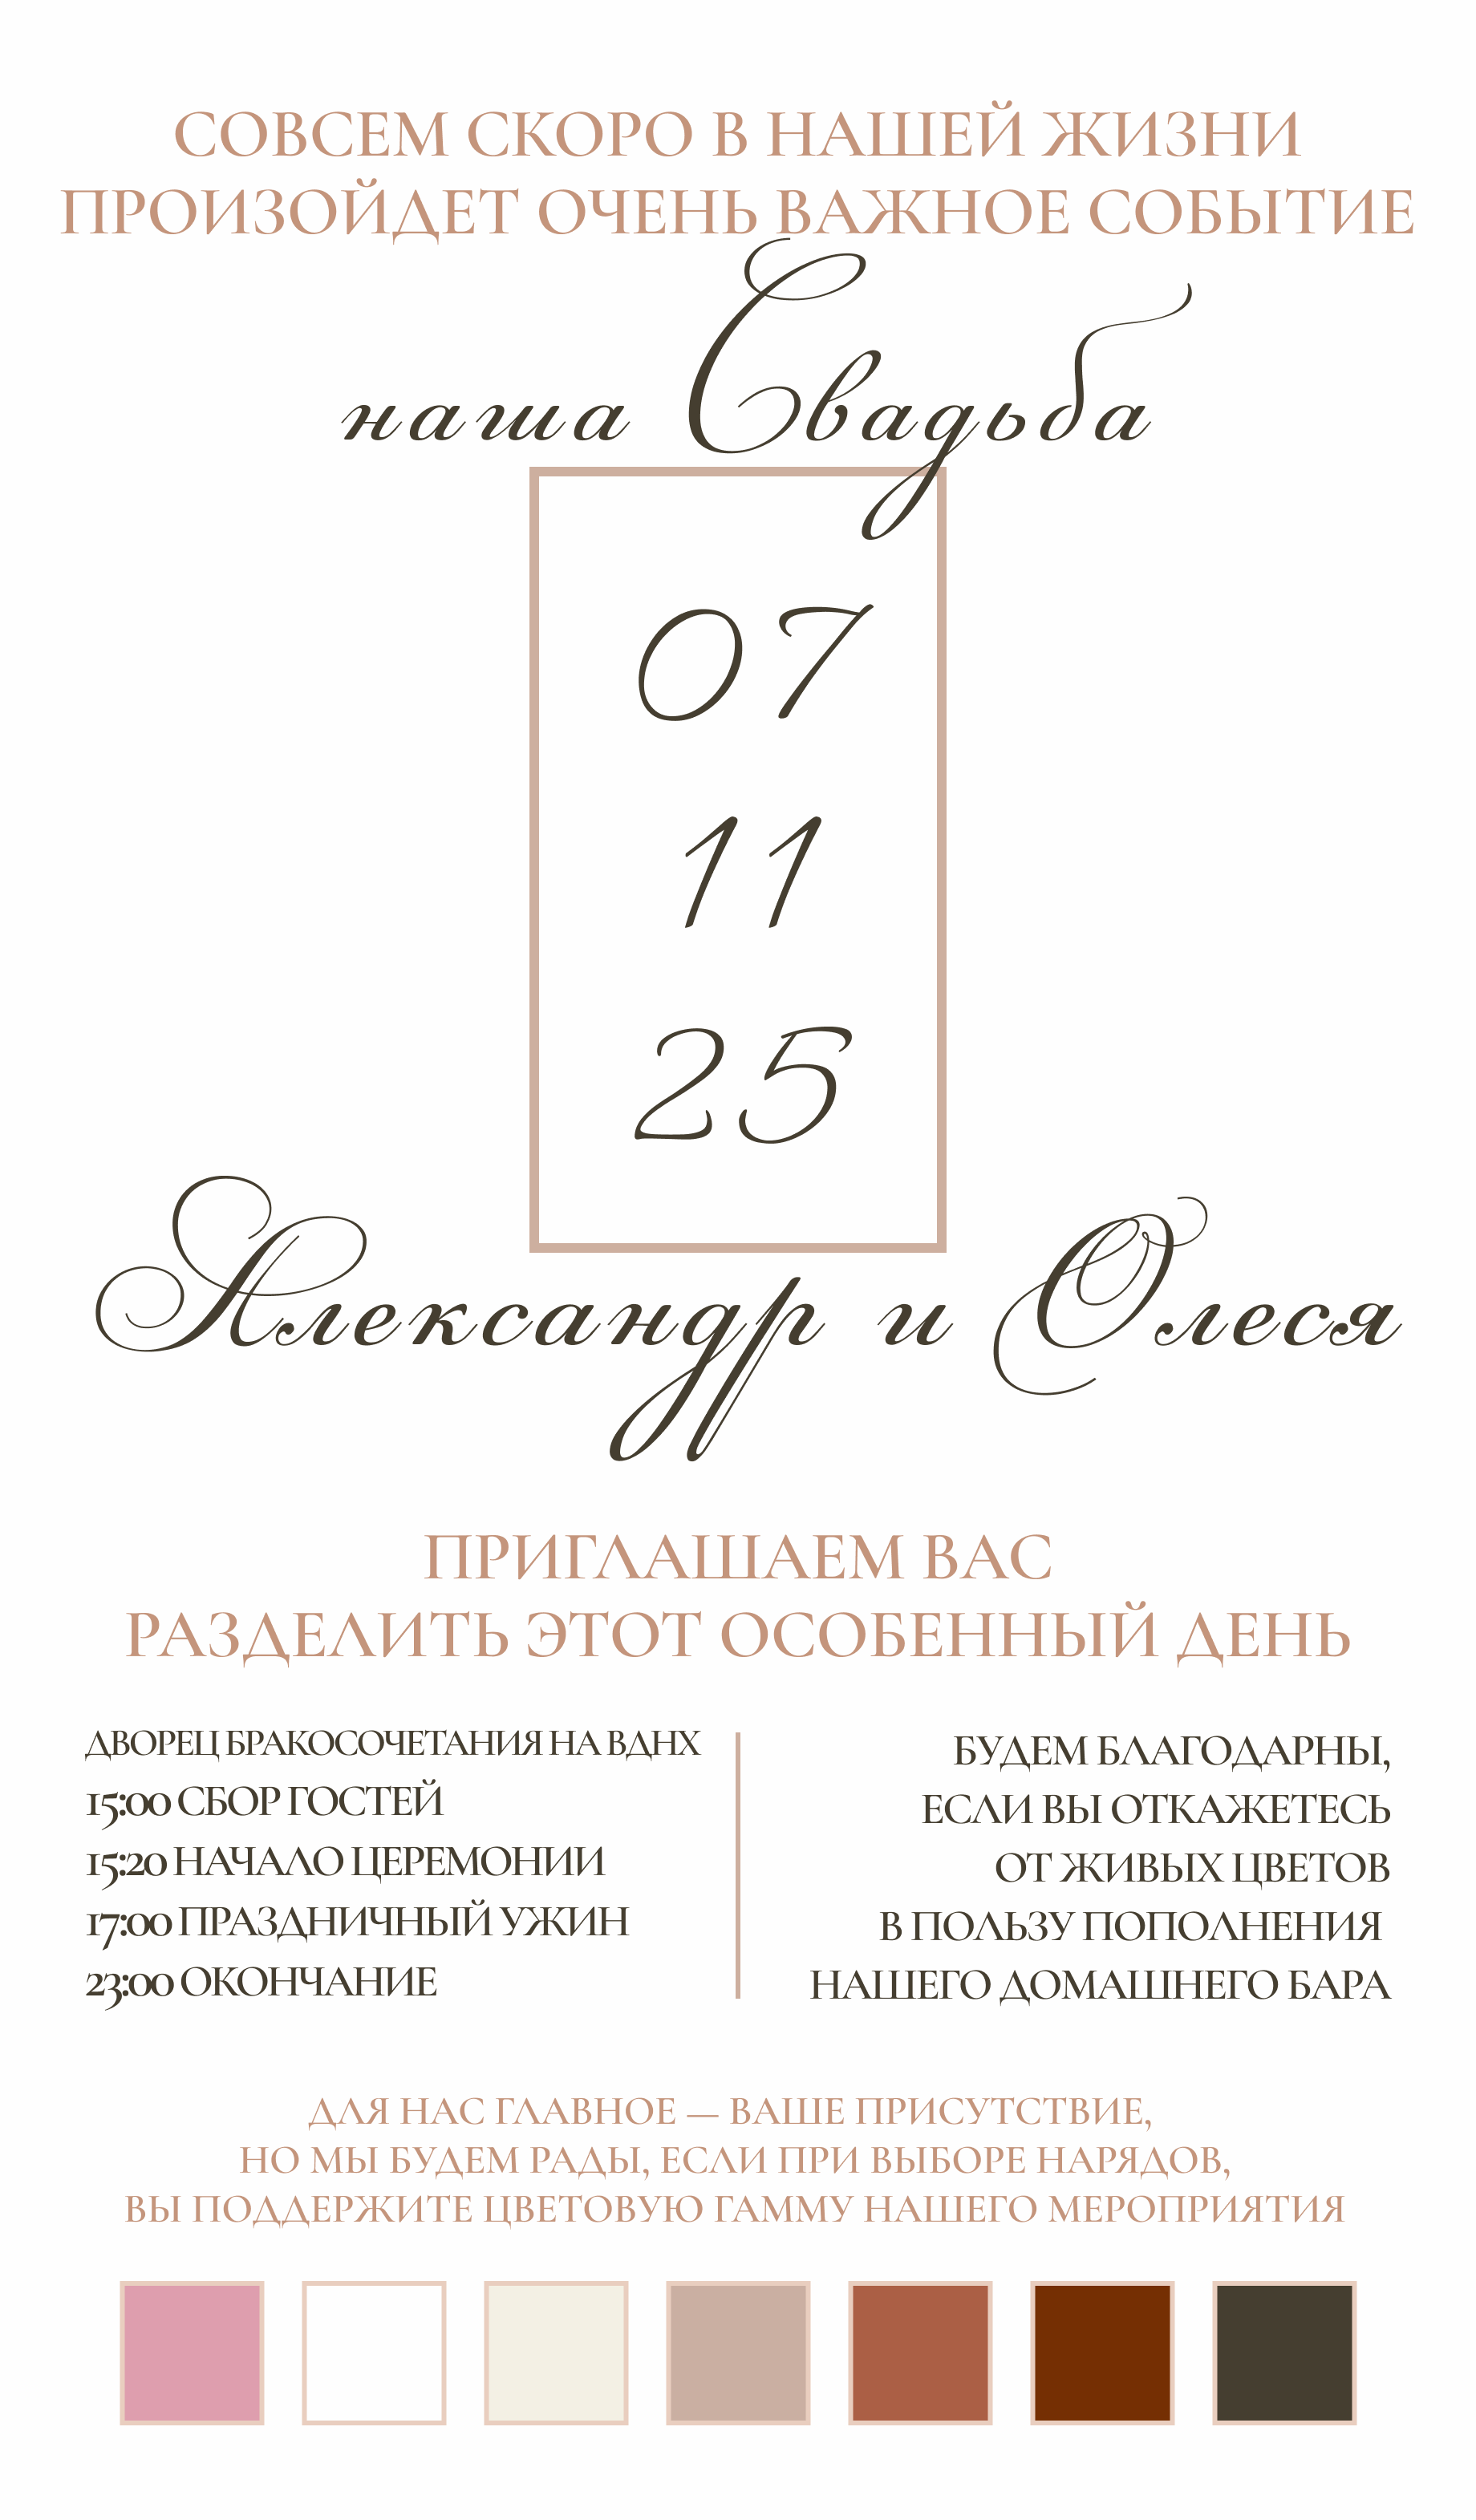 СОВСЕМ СКОРО В НАШЕЙ ЖИЗНИ
ПРОИЗОЙДЕТ ОЧЕНЬ ВАЖНОЕ СОБЫТИЕ
наша Свадьба
07
11
25
Александр и Олеся
ПРИГЛАШАЕМ ВАС
РАЗДЕЛИТЬ ЭТОТ ОСОБЕННЫЙ ДЕНЬ
ДВОРЕЦ БРАКОСОЧЕТАНИЯ НА ВДНХ
15:00 СБОР ГОСТЕЙ
15:20 НАЧАЛО ЦЕРЕМОНИИ
17:00 ПРАЗДНИЧНЫЙ УЖИН
23:00 ОКОНЧАНИЕ
БУДЕМ БЛАГОДАРНЫ,
ЕСЛИ ВЫ ОТКАЖЕТЕСЬ
ОТ ЖИВЫХ ЦВЕТОВ
В ПОЛЬЗУ ПОПОЛНЕНИЯ
НАШЕГО ДОМАШНЕГО БАРА
ДЛЯ НАС ГЛАВНОЕ — ВАШЕ ПРИСУТСТВИЕ,
НО МЫ БУДЕМ РАДЫ, ЕСЛИ ПРИ ВЫБОРЕ НАРЯДОВ,
ВЫ ПОДДЕРЖИТЕ ЦВЕТОВУЮ ГАММУ НАШЕГО МЕРОПРИЯТИЯ